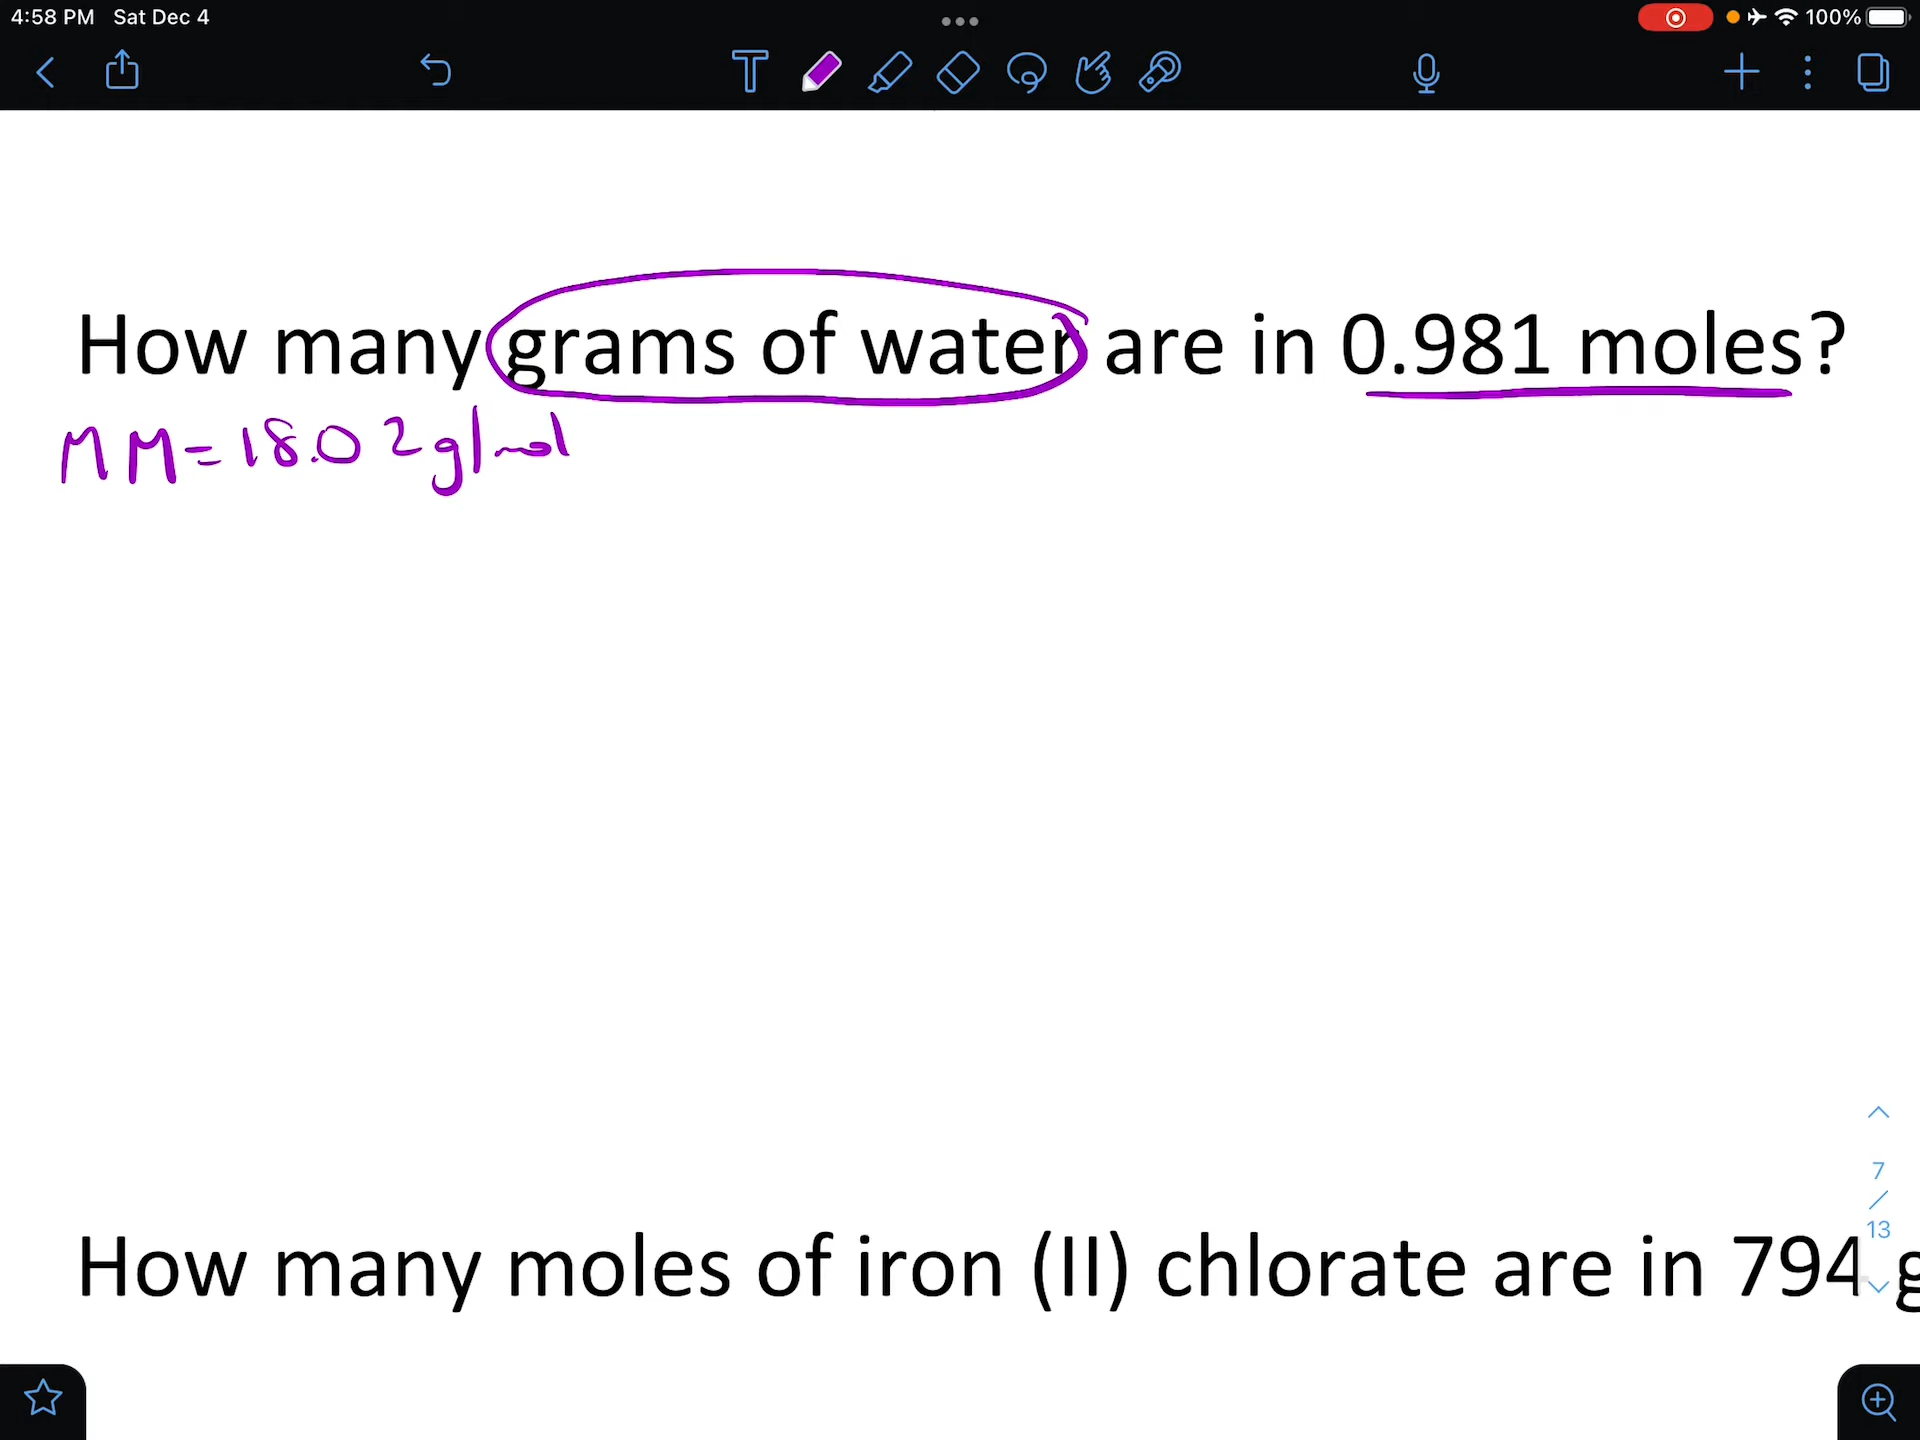 4:58 PM Sat Dec 4
100%
How many grams of water are in 0.981 moles?
MM=18.02g/mol
7
/
13
How many moles of iron (II) chlorate are in 794 g